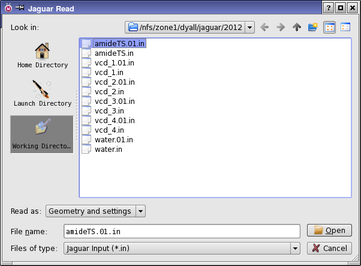 Jaguar Read
Look in: /nfs/zone1/dyall/jaguar/2012
Home Directory
Launch Directory
Working Directo...
amideTS.01.in
amideTS.in
vcd_1.01.in
vcd_1.in
vcd_2.01.in
vcd_2.in
vcd_3.01.in
vcd_3.in
vcd_4.01.in
vcd_4.in
water.01.in
water.in
Read as: Geometry and settings
File name: amideTS.01.in Open
Files of type: Jaguar Input (*.in) Cancel